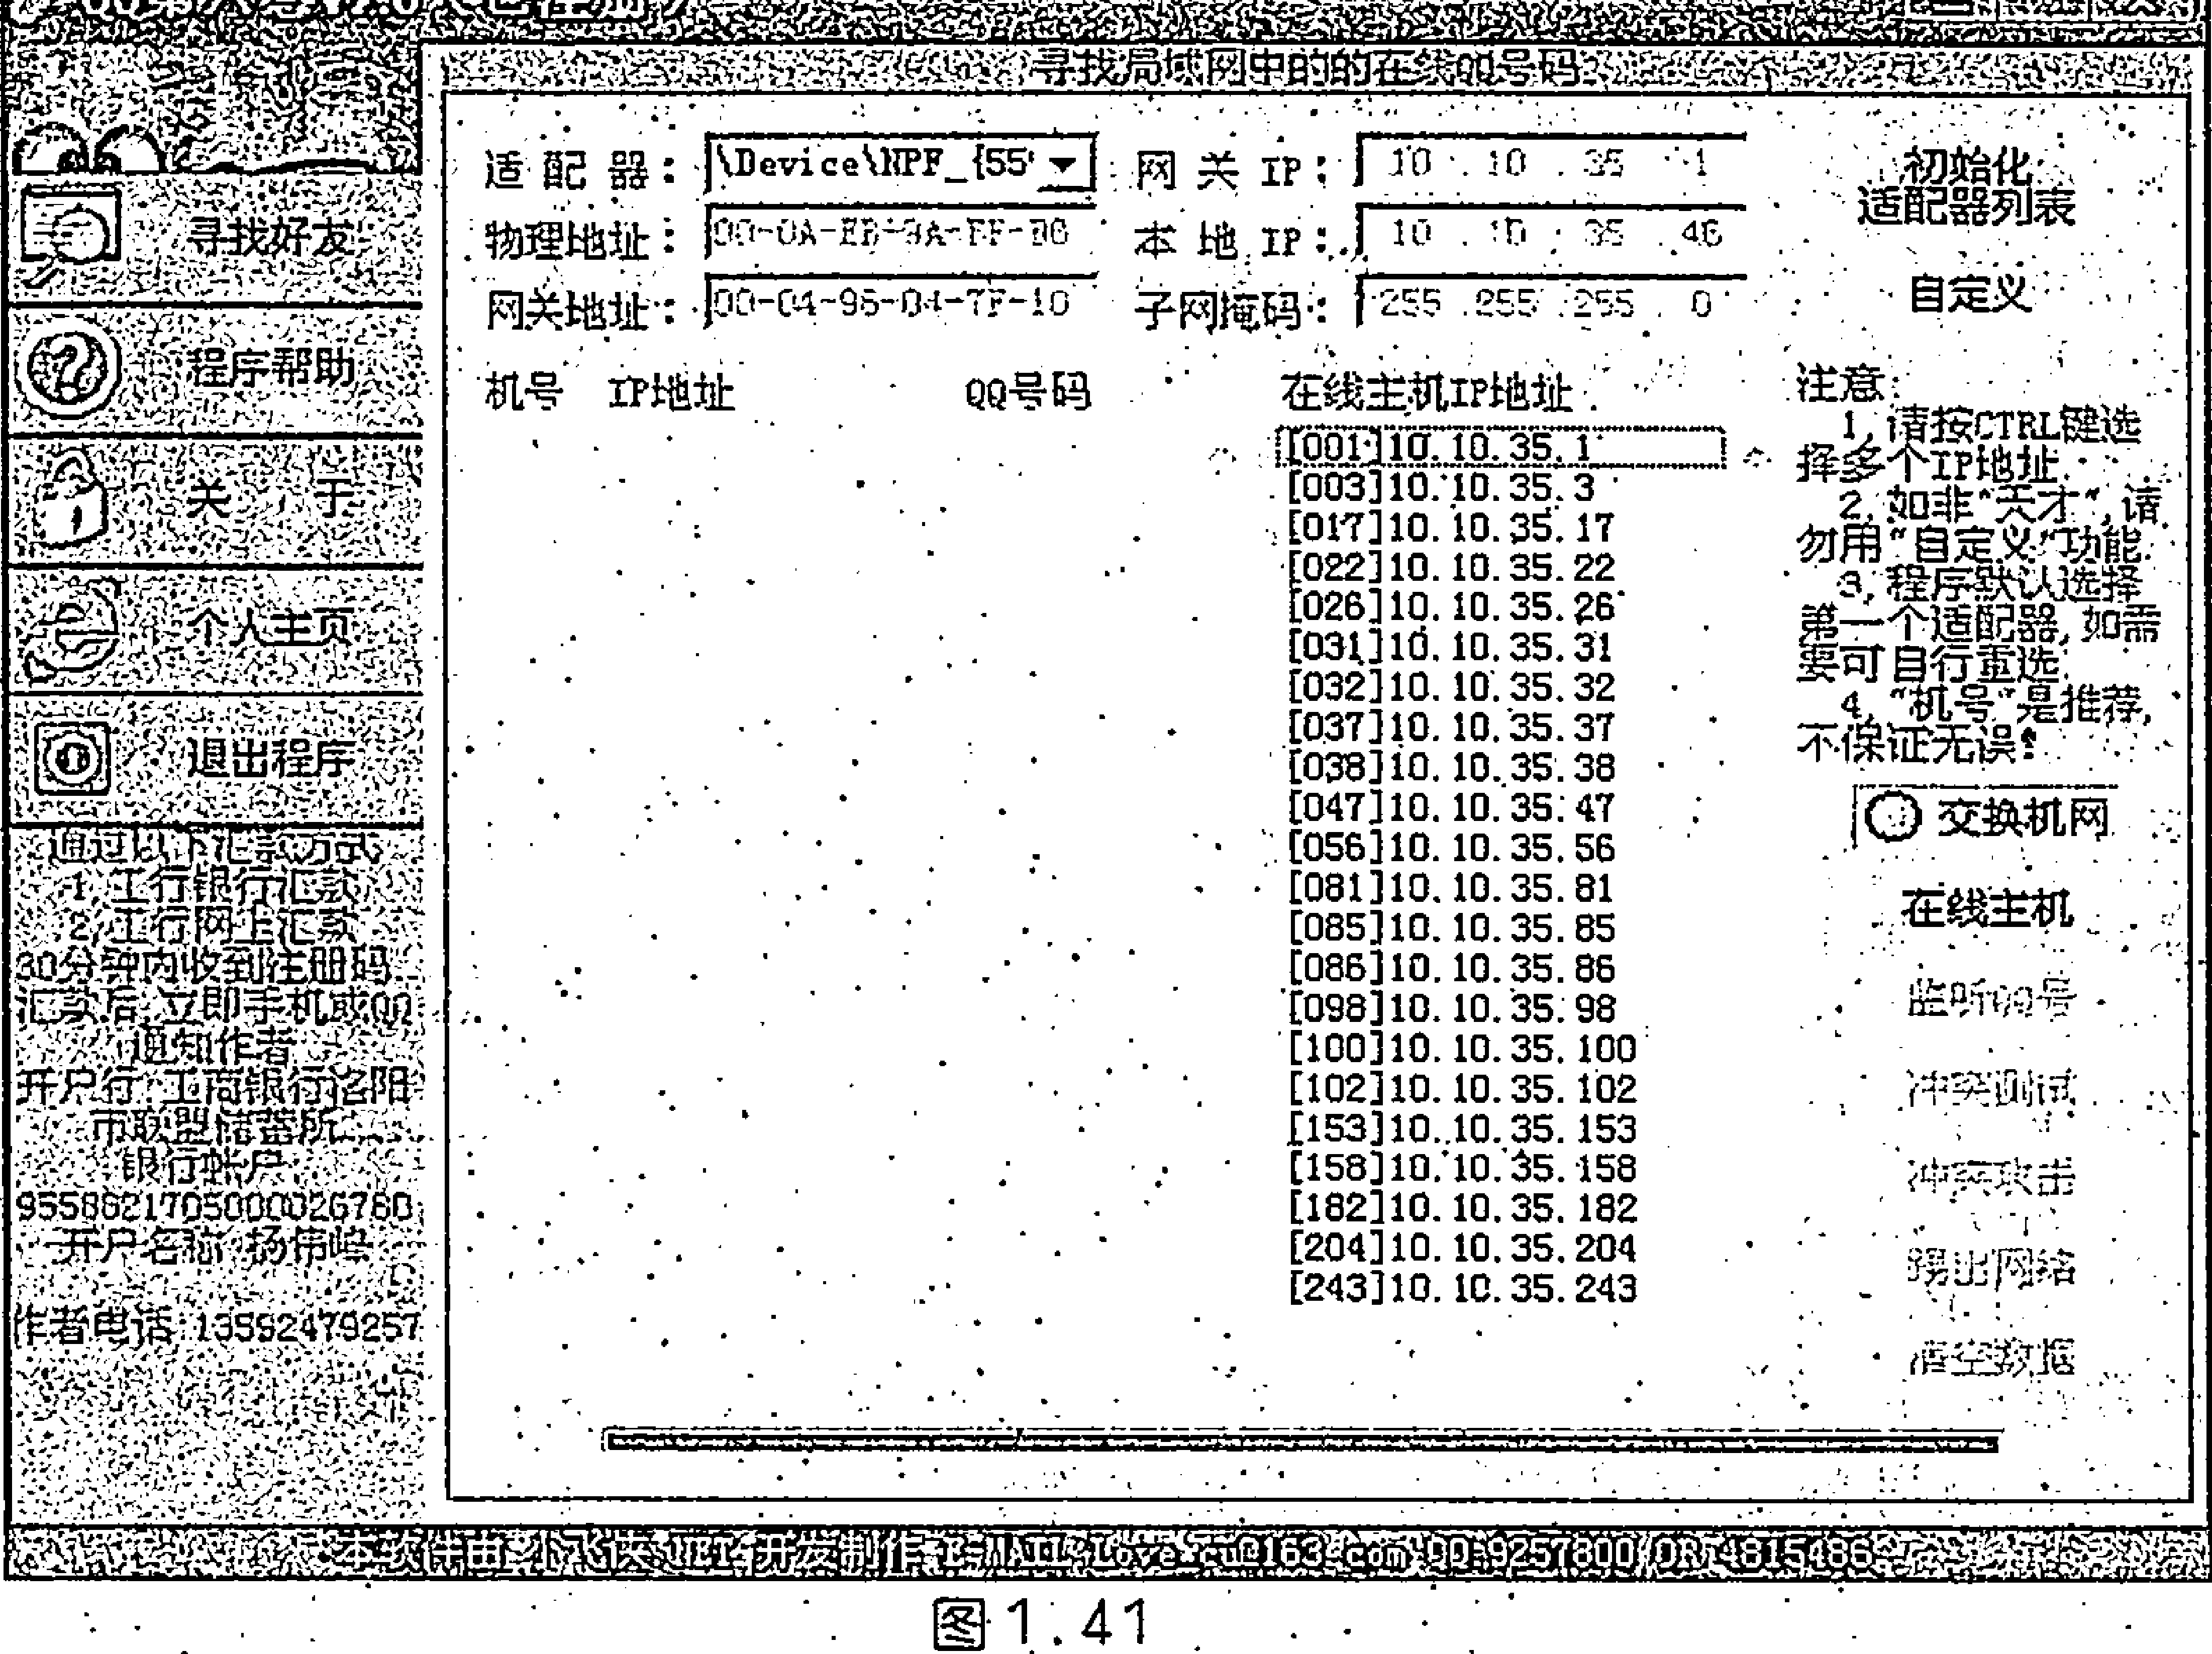 寻找局域网中的的在线QQ号码
适 配 器： \Device\NPF_{55 网 关 IP： 10 . 10 . 35 . 1
物理地址： 本 地 IP： 10 . 10 . 35 . 46
网关地址： 00-04-96-04-7F-10 子网掩码： 255 . 255 . 255 . 0
初始化
适配器列表
自定义
寻找好友
程序帮助
关 于
个人主页
退出程序
通过以下汇款方式
1,工行银行汇款
2,工行网上汇款
30分钟内收到注册码
汇款后,立即手机或QQ
通知作者
开户行:工商银行洛阳
市联盟储蓄所
银行帐户:
9558621705000026780
开户名称:杨伟峰
作者电话:13592479257
机号 IP地址 QQ号码 在线主机IP地址
[001]10.10.35.1
[003]10.10.35.3
[017]10.10.35.17
[022]10.10.35.22
[026]10.10.35.26
[031]10.10.35.31
[032]10.10.35.32
[037]10.10.35.37
[038]10.10.35.38
[047]10.10.35.47
[056]10.10.35.56
[081]10.10.35.81
[085]10.10.35.85
[086]10.10.35.86
[098]10.10.35.98
[100]10.10.35.100
[102]10.10.35.102
[153]10.10.35.153
[158]10.10.35.158
[182]10.10.35.182
[204]10.10.35.204
[243]10.10.35.243
注意:
1,请按CTRL键选
择多个IP地址.
2,如非"天才",请
勿用"自定义"功能.
3,程序默认选择
第一个适配器,如需
要可自行重选.
4,"机号"是推荐,
不保证无误!
交换机网
在线主机
监听QQ号
冲突测试
冲突攻击
踢出网络
清空数据
图1.41